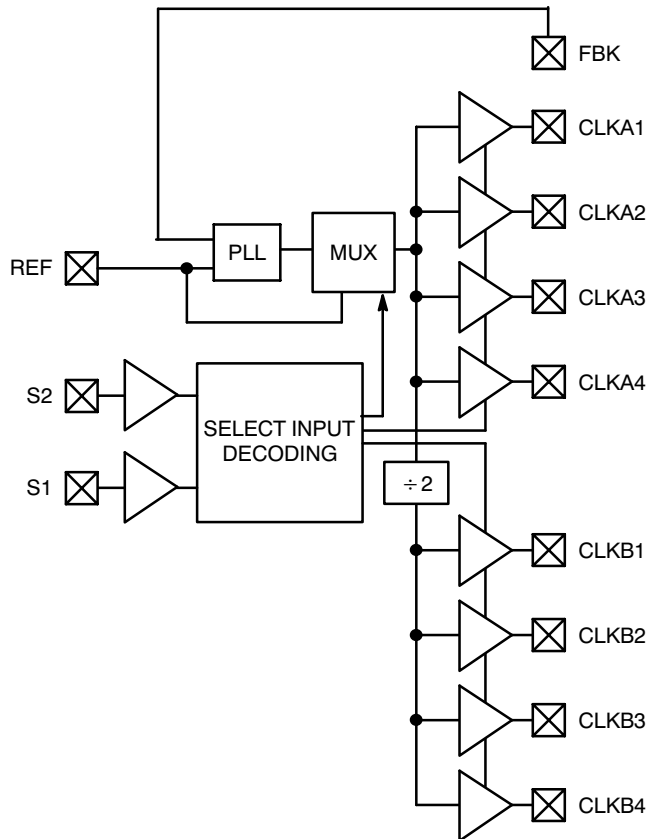 FBK
CLKA1
CLKA2
PLL
MUX
REF
CLKA3
CLKA4
S2
SELECT INPUT
DECODING
S1
÷2
CLKB1
CLKB2
CLKB3
CLKB4